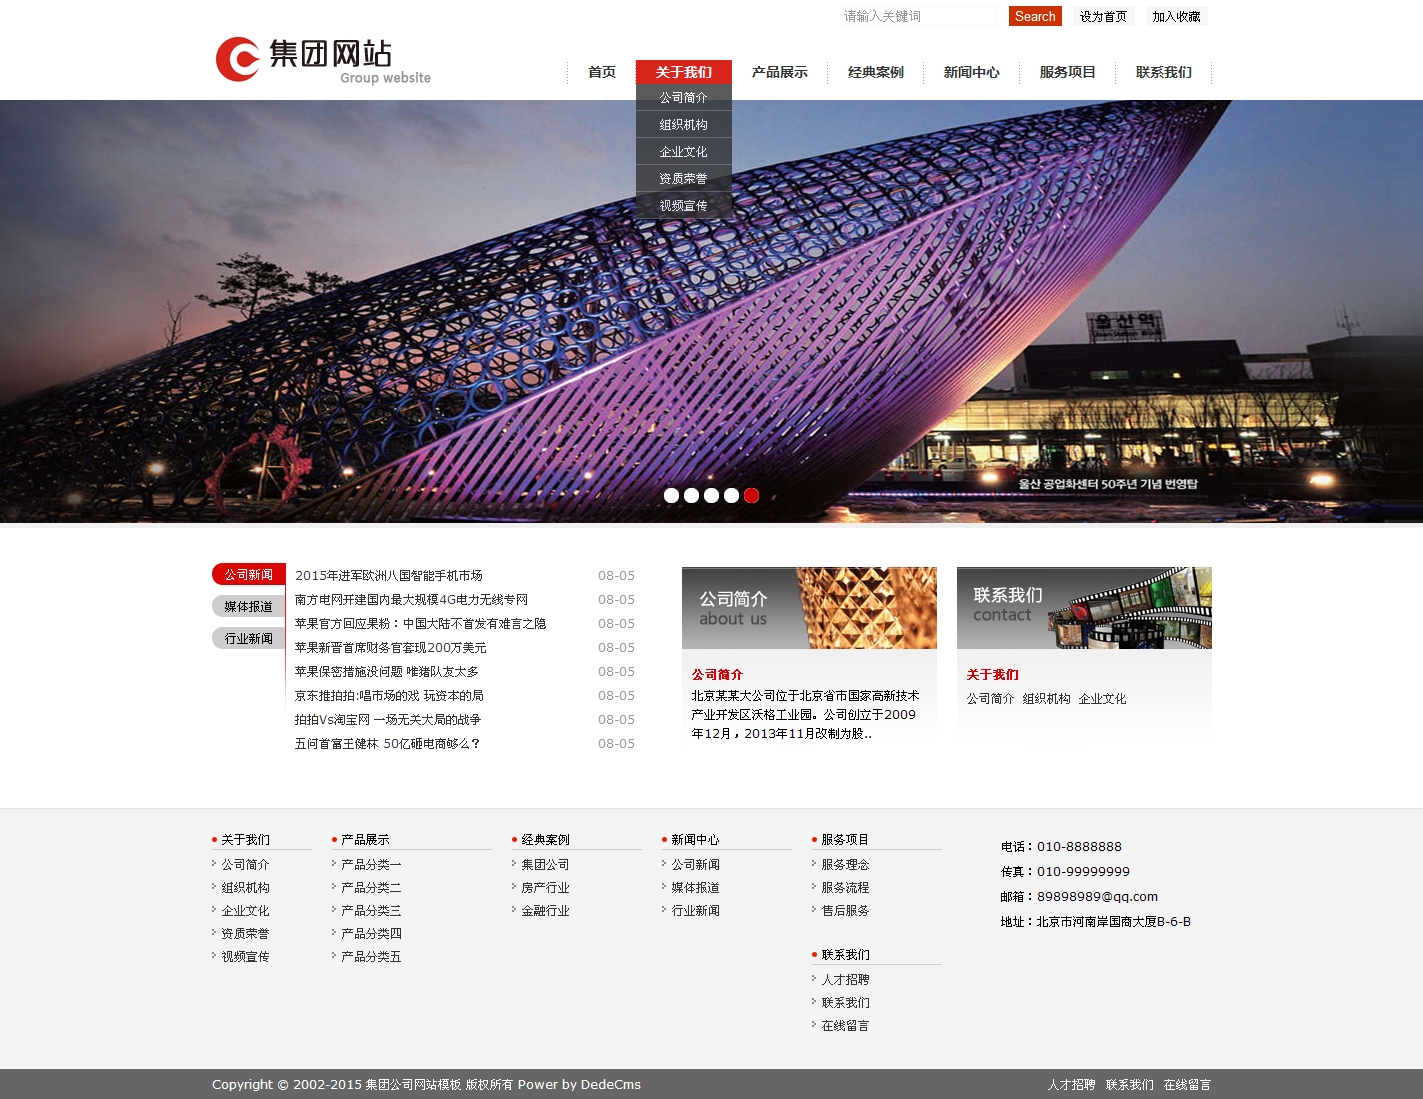 请输入关键词 Search 设为首页 加入收藏
集团网站
Group website
首页 关于我们 产品展示 经典案例 新闻中心 服务项目 联系我们
公司简介
组织机构
企业文化
资质荣誉
视频宣传
울산역
울산 공업화센터 50주년 기념 번영탑
公司新闻
媒体报道
行业新闻
2015年进军欧洲八国智能手机市场 08-05
南方电网开建国内最大规模4G电力无线专网 08-05
苹果官方回应果粉：中国大陆不首发有难言之隐 08-05
苹果新晋首席财务官套现200万美元 08-05
苹果保密措施没问题 唯猪队友太多 08-05
京东推拍拍:唱市场的戏 玩资本的局 08-05
拍拍Vs淘宝网 一场无关大局的战争 08-05
五问首富王健林 50亿砸电商够么? 08-05
公司简介
about us
公司简介
北京某某大公司位于北京省市国家高新技术
产业开发区沃格工业园。公司创立于2009
年12月，2013年11月改制为股..
联系我们
contact
关于我们
公司简介 组织机构 企业文化
关于我们
公司简介
组织机构
企业文化
资质荣誉
视频宣传
产品展示
产品分类一
产品分类二
产品分类三
产品分类四
产品分类五
经典案例
集团公司
房产行业
金融行业
新闻中心
公司新闻
媒体报道
行业新闻
服务项目
服务理念
服务流程
售后服务
联系我们
人才招聘
联系我们
在线留言
电话：010-8888888
传真：010-99999999
邮箱：89898989@qq.com
地址：北京市河南岸国商大厦B-6-B
Copyright © 2002-2015 集团公司网站模板 版权所有 Power by DedeCms
人才招聘 联系我们 在线留言